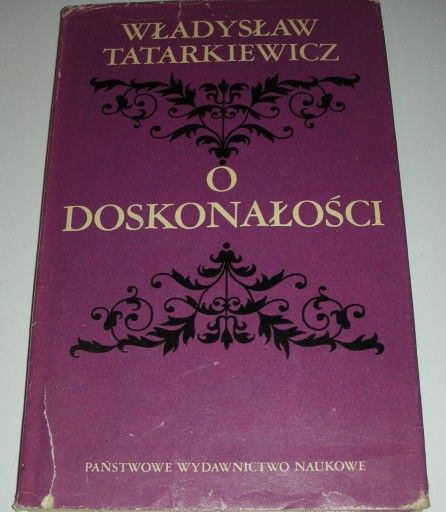 WŁADYSŁAW
TATARKIEWICZ
O
DOSKONAŁOŚCI
PAŃSTWOWE WYDAWNICTWO NAUKOWE